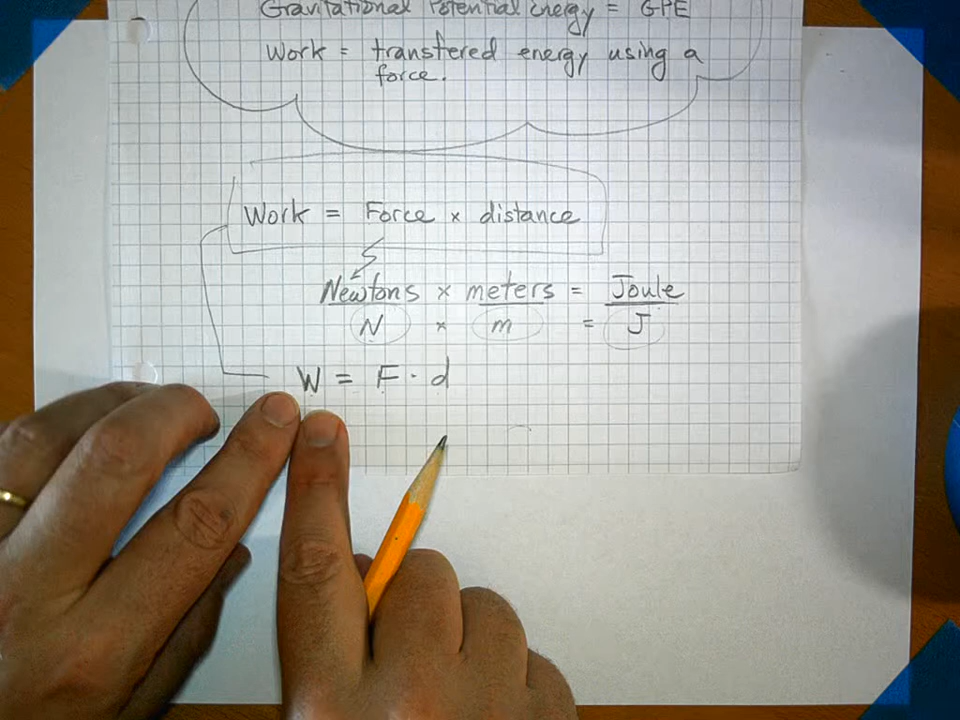 Gravitational Potential Energy = GPE
Work = transfered energy using a
force.
Work = Force × distance
Newtons × meters = Joule
N × m = J
W = F · d